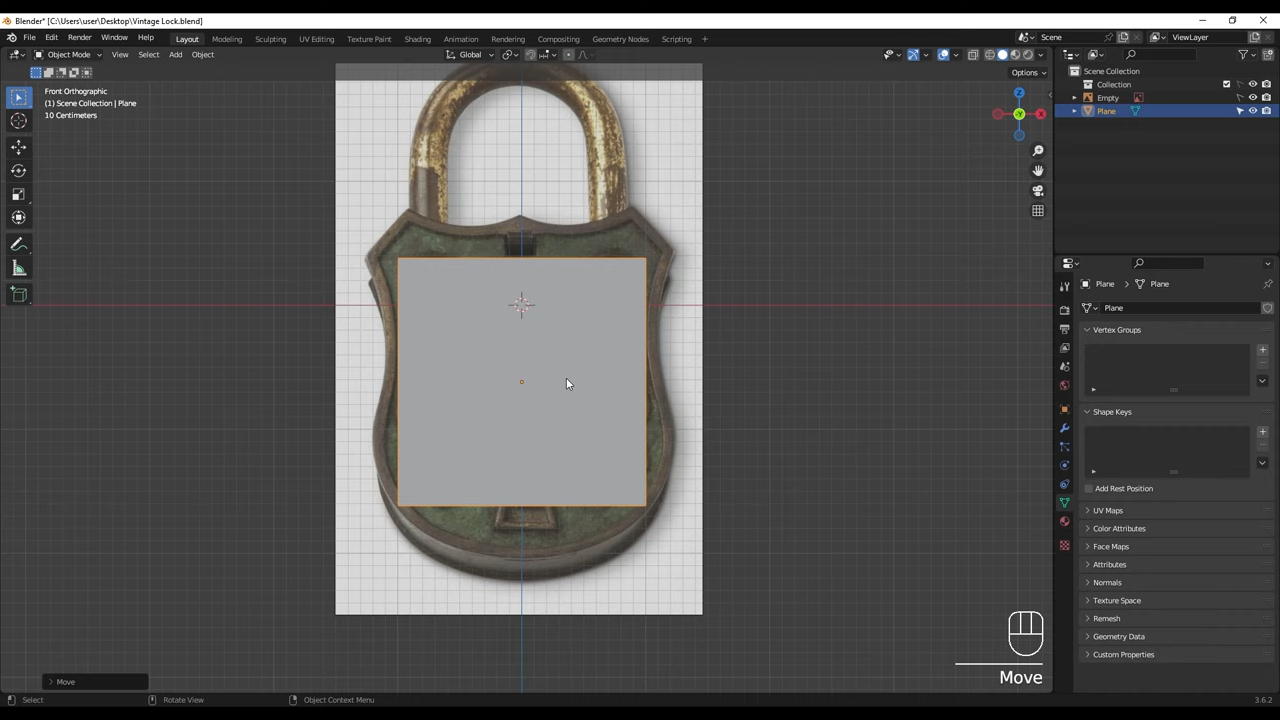 Blender* [C:\Users\user\Desktop\Vintage Lock.blend]
File Edit Render Window Help Layout Modeling Sculpting UV Editing Texture Paint Shading Compositing Animation Rendering Geometry Nodes Scripting + Scene ViewLayer
Object Mode View Select Add Object Global
Options
Front Orthographic
(1) Scene Collection | Plane
10 Centimeters
Z
-Y
X
Scene Collection
Collection
Empty
Plane
Plane Plane
Plane
Vertex Groups
Shape Keys
Add Rest Position
UV Maps
Color Attributes
Face Maps
Attributes
Normals
Texture Space
Remesh
Geometry Data
Custom Properties
Move
Move
Select Rotate View Object Context Menu 3.6.2